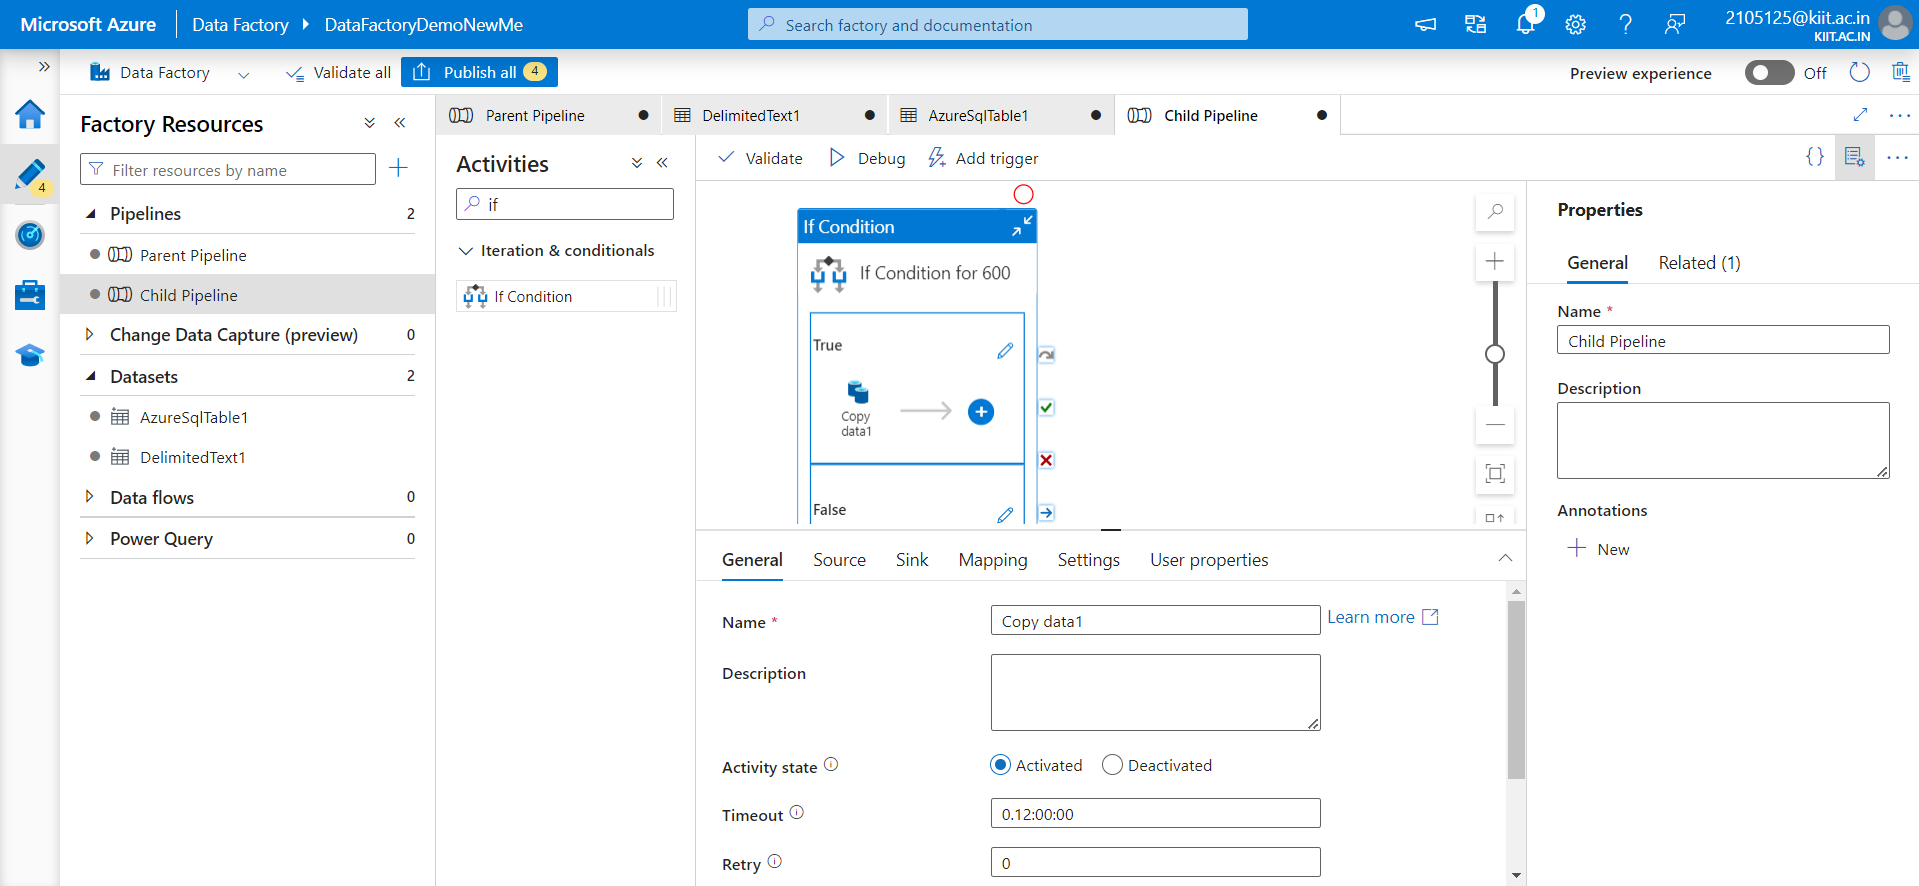 Microsoft Azure
Data Factory
DataFactoryDemoNewMe
Search factory and documentation
1
2105125@kiit.ac.in
KIIT.AC.IN
Data Factory
Validate all
Publish all
4
Preview experience
Off
4
Factory Resources
Filter resources by name
Pipelines
2
Parent Pipeline
Child Pipeline
Change Data Capture (preview)
0
Datasets
2
AzureSqlTable1
DelimitedText1
Data flows
0
Power Query
0
Parent Pipeline
DelimitedText1
AzureSqlTable1
Child Pipeline
Activities
if
Iteration & conditionals
If Condition
Validate
Debug
Add trigger
{}
If Condition
If Condition for 600
True
Copy
data1
False
General
Source
Sink
Mapping
Settings
User properties
Name *
Copy data1
Learn more
Description
Activity state
Activated
Deactivated
Timeout
0.12:00:00
Retry
0
Properties
General
Related (1)
Name *
Child Pipeline
Description
Annotations
New